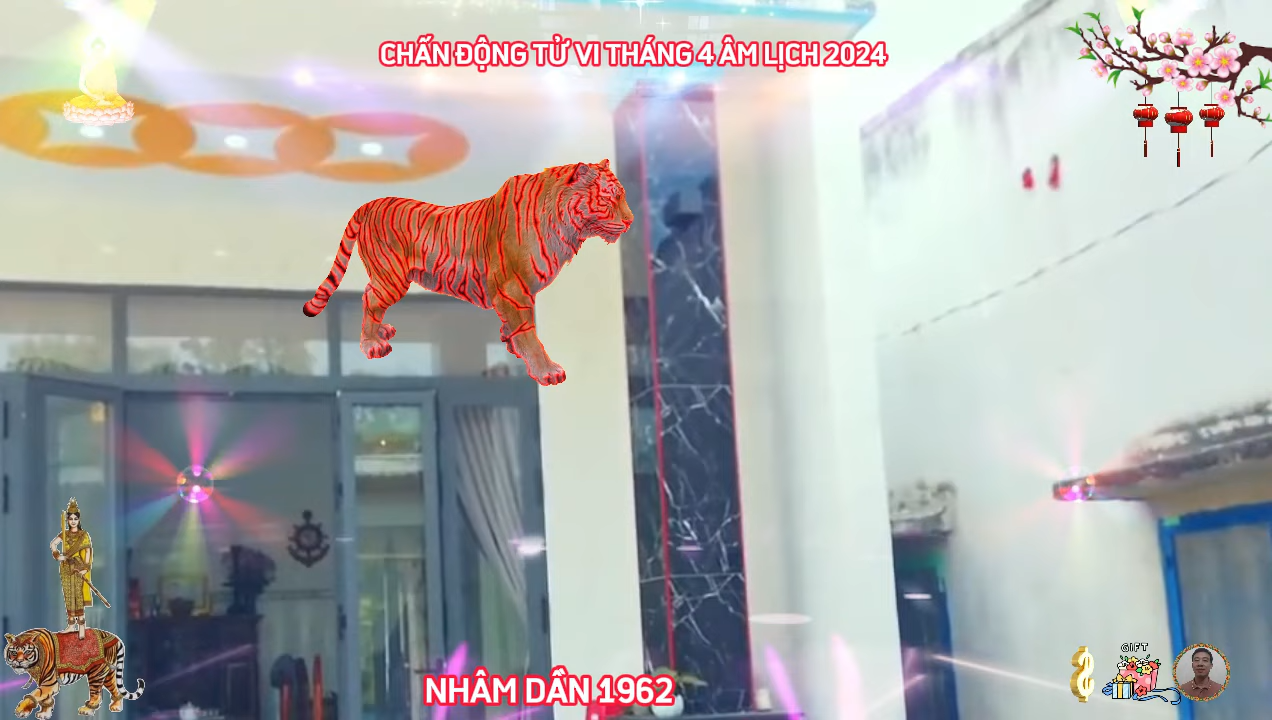 CHẤN ĐỘNG TỬ VI THÁNG 4 ÂM LỊCH 2024
GIFT
NHÂM DẦN 1962